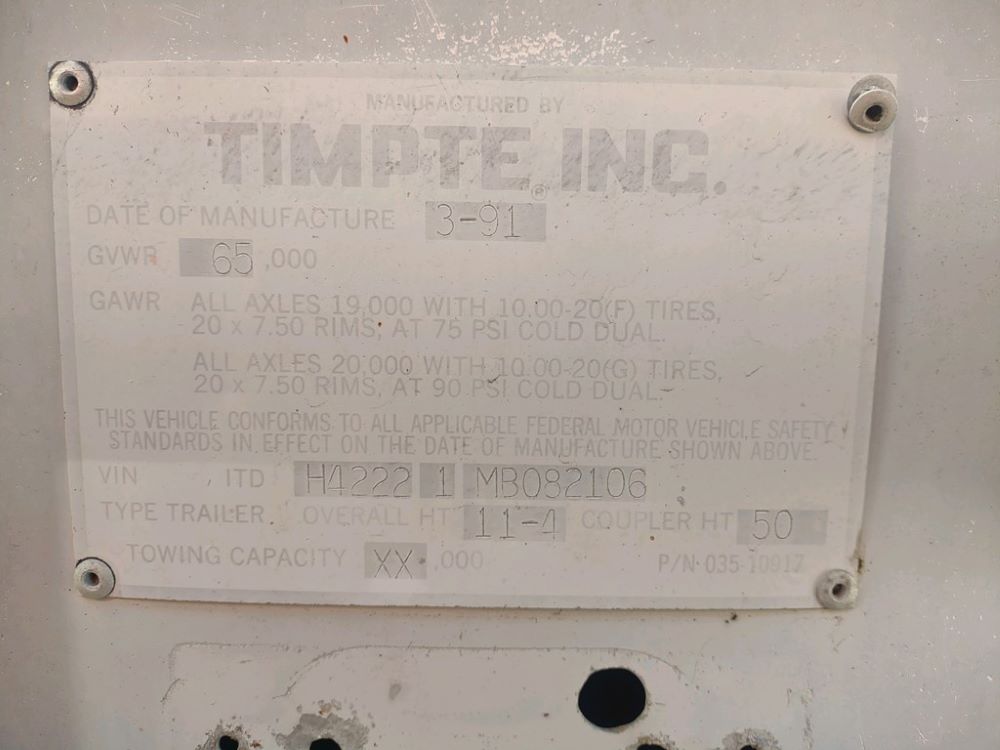 MANUFACTURED BY
TIMPTE® INC.
DATE OF MANUFACTURE 3-91
GVWR 65 ,000
GAWR ALL AXLES 19,000 WITH 10.00-20(F) TIRES,
20 x 7.50 RIMS, AT 75 PSI COLD DUAL.
ALL AXLES 20,000 WITH 10.00-20(G) TIRES,
20 x 7.50 RIMS, AT 90 PSI COLD DUAL.
THIS VEHICLE CONFORMS TO ALL APPLICABLE FEDERAL MOTOR VEHICLE SAFETY
STANDARDS IN EFFECT ON THE DATE OF MANUFACTURE SHOWN ABOVE.
VIN ITD H4222 1 MB082106
TYPE TRAILER. OVERALL HT 11-4 COUPLER HT 50
TOWING CAPACITY XX ,000 P/N 035-10917